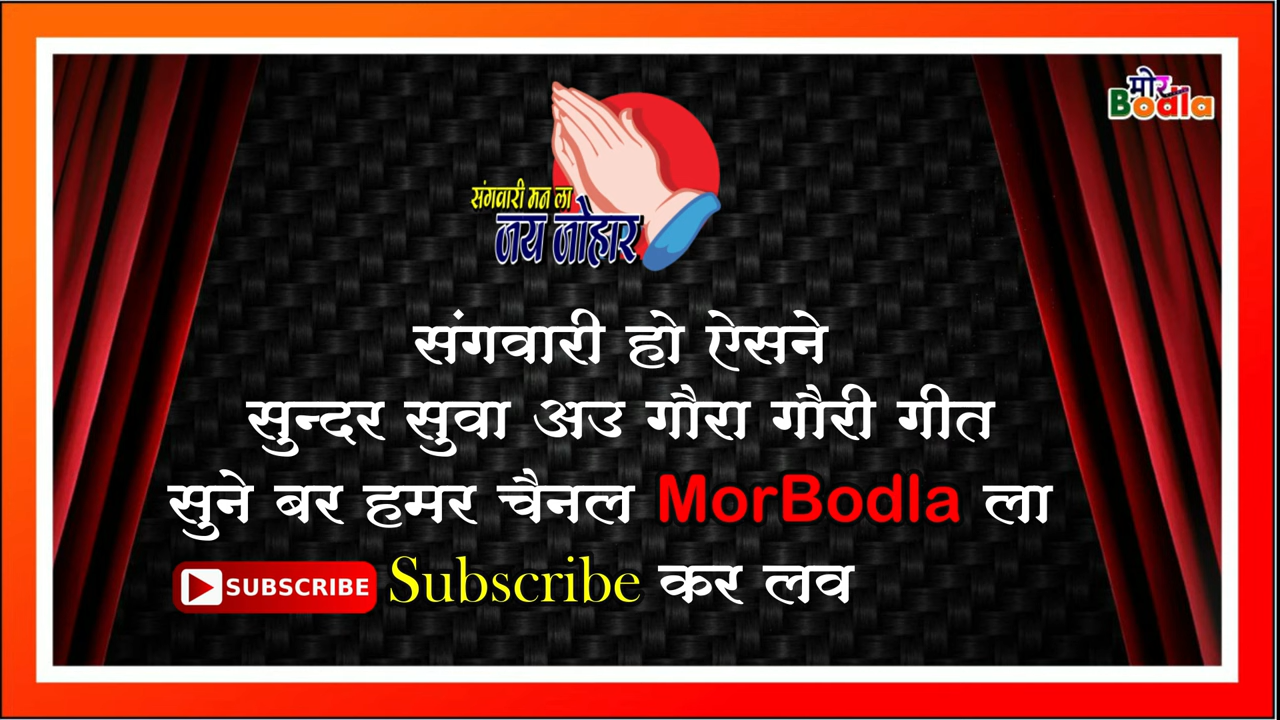 मोर
Bodla
संगवारी मन ला
जय जोहार
संगवारी हो ऐसने
सुन्दर सुवा अउ गौरा गौरी गीत
सुने बर हमर चैनल MorBodla ला
SUBSCRIBE Subscribe कर लव